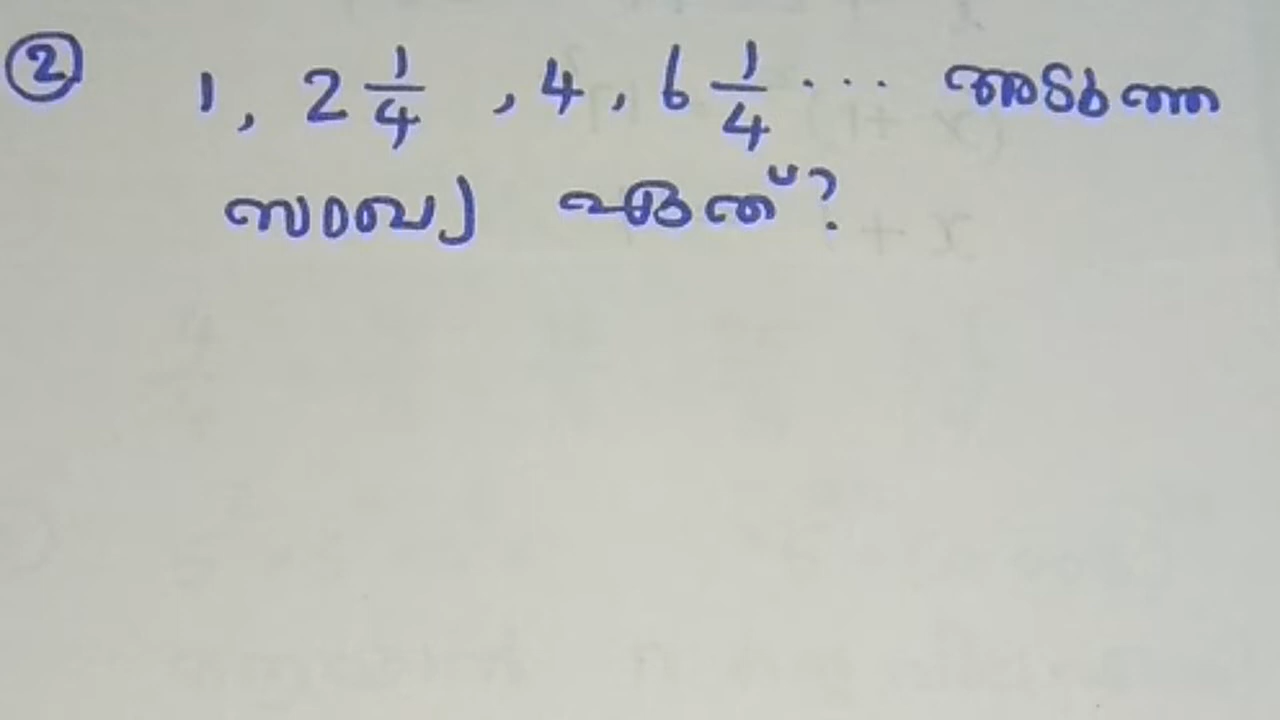 ② 1, 2 1/4, 4, 6 1/4 ... അടുത്ത
സംഖ്യ ഏത്?